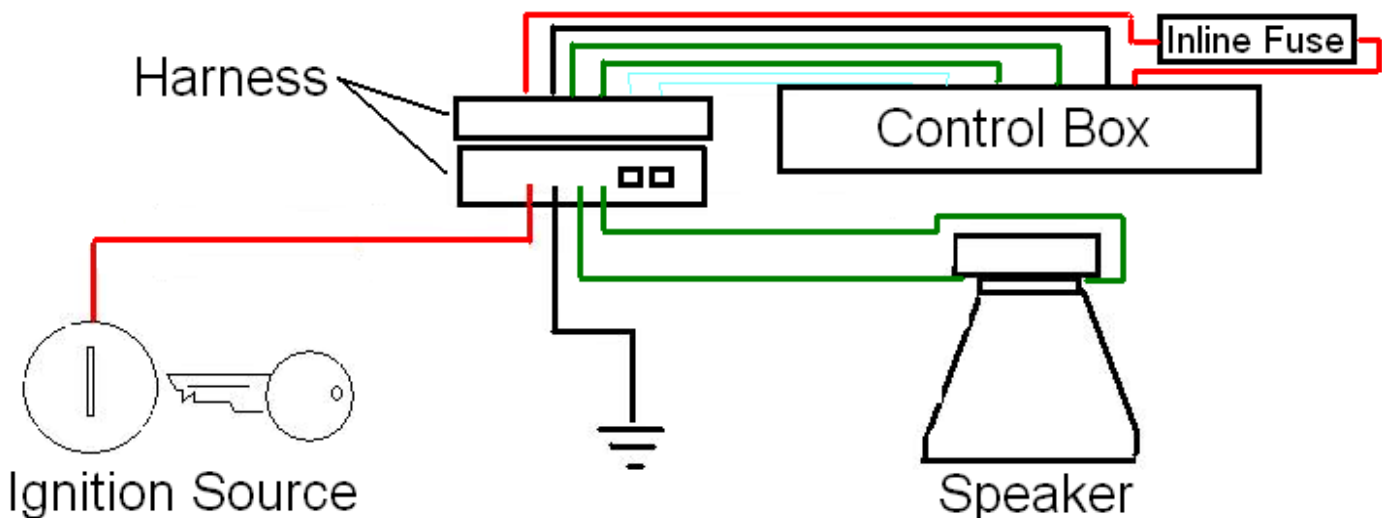 Inline Fuse
Harness
Control Box
Ignition Source
Speaker